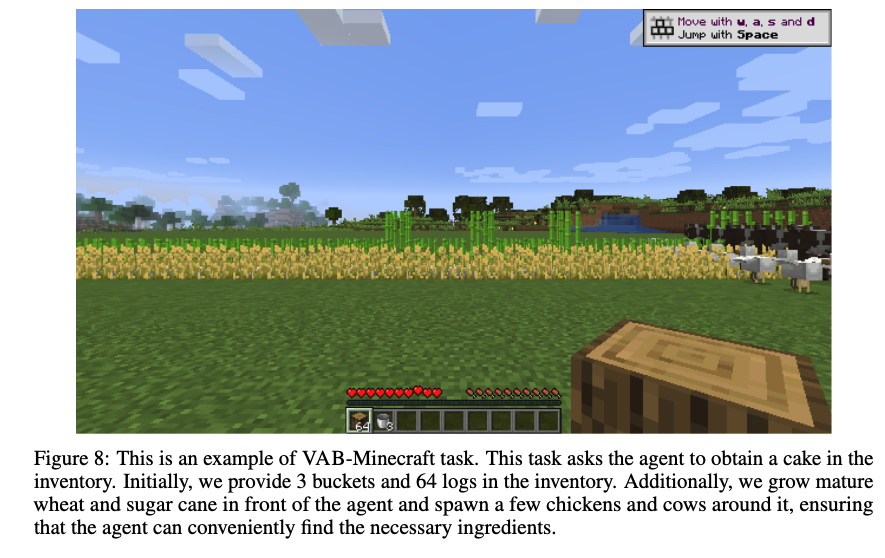 Move with w, a, s and d
Jump with Space
64
3
Figure 8: This is an example of VAB-Minecraft task. This task asks the agent to obtain a cake in the
inventory. Initially, we provide 3 buckets and 64 logs in the inventory. Additionally, we grow mature
wheat and sugar cane in front of the agent and spawn a few chickens and cows around it, ensuring
that the agent can conveniently find the necessary ingredients.